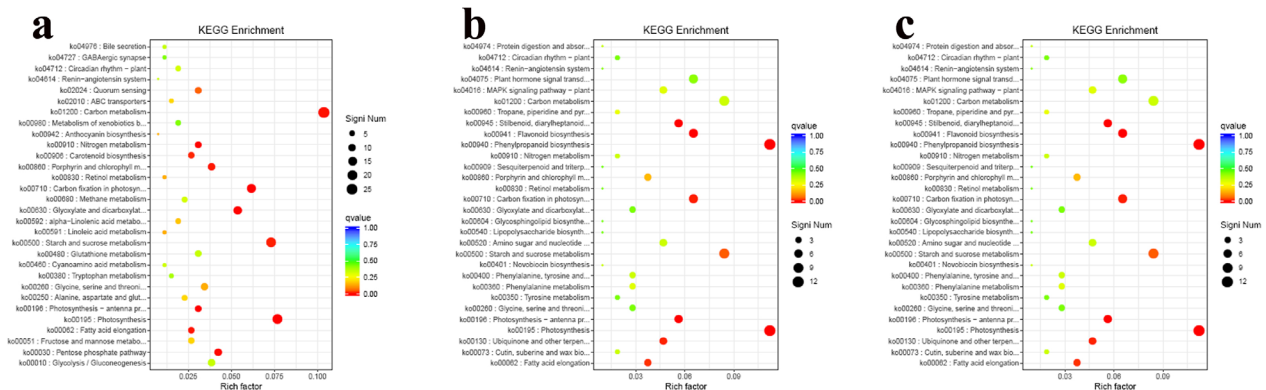 a
KEGG Enrichment
ko04976 : Bile secretion
ko04727 : GABAergic synapse
ko04712 : Circadian rhythm − plant
ko04614 : Renin−angiotensin system
ko02024 : Quorum sensing
ko02010 : ABC transporters
ko01200 : Carbon metabolism
ko00980 : Metabolism of xenobiotics b...
ko00942 : Anthocyanin biosynthesis
ko00910 : Nitrogen metabolism
ko00906 : Carotenoid biosynthesis
ko00860 : Porphyrin and chlorophyll m...
ko00830 : Retinol metabolism
ko00710 : Carbon fixation in photosyn...
ko00680 : Methane metabolism
ko00630 : Glyoxylate and dicarboxylat...
ko00592 : alpha−Linolenic acid metabo...
ko00591 : Linoleic acid metabolism
ko00500 : Starch and sucrose metabolism
ko00480 : Glutathione metabolism
ko00460 : Cyanoamino acid metabolism
ko00380 : Tryptophan metabolism
ko00260 : Glycine, serine and threoni...
ko00250 : Alanine, aspartate and glut...
ko00196 : Photosynthesis − antenna pr...
ko00195 : Photosynthesis
ko00062 : Fatty acid elongation
ko00051 : Fructose and mannose metabo...
ko00030 : Pentose phosphate pathway
ko00010 : Glycolysis / Gluconeogenesis
0.025 0.050 0.075 0.100
Rich factor
Signi Num
5
10
15
20
25
qvalue
1.00
0.75
0.50
0.25
0.00
b
KEGG Enrichment
ko04974 : Protein digestion and absor...
ko04712 : Circadian rhythm − plant
ko04614 : Renin−angiotensin system
ko04075 : Plant hormone signal transd...
ko04016 : MAPK signaling pathway − plant
ko01200 : Carbon metabolism
ko00960 : Tropane, piperidine and pyr...
ko00945 : Stilbenoid, diarylheptanoid...
ko00941 : Flavonoid biosynthesis
ko00940 : Phenylpropanoid biosynthesis
ko00910 : Nitrogen metabolism
ko00909 : Sesquiterpenoid and triterp...
ko00860 : Porphyrin and chlorophyll m...
ko00830 : Retinol metabolism
ko00710 : Carbon fixation in photosyn...
ko00630 : Glyoxylate and dicarboxylat...
ko00604 : Glycosphingolipid biosynthe...
ko00540 : Lipopolysaccharide biosynth...
ko00520 : Amino sugar and nucleotide ...
ko00500 : Starch and sucrose metabolism
ko00401 : Novobiocin biosynthesis
ko00400 : Phenylalanine, tyrosine and...
ko00360 : Phenylalanine metabolism
ko00350 : Tyrosine metabolism
ko00260 : Glycine, serine and threoni...
ko00196 : Photosynthesis − antenna pr...
ko00195 : Photosynthesis
ko00130 : Ubiquinone and other terpen...
ko00073 : Cutin, suberine and wax bio...
ko00062 : Fatty acid elongation
0.03 0.06 0.09
Rich factor
qvalue
1.00
0.75
0.50
0.25
0.00
Signi Num
3
6
9
12
c
KEGG Enrichment
ko04974 : Protein digestion and absor...
ko04712 : Circadian rhythm − plant
ko04614 : Renin−angiotensin system
ko04075 : Plant hormone signal transd...
ko04016 : MAPK signaling pathway − plant
ko01200 : Carbon metabolism
ko00960 : Tropane, piperidine and pyr...
ko00945 : Stilbenoid, diarylheptanoid...
ko00941 : Flavonoid biosynthesis
ko00940 : Phenylpropanoid biosynthesis
ko00910 : Nitrogen metabolism
ko00909 : Sesquiterpenoid and triterp...
ko00860 : Porphyrin and chlorophyll m...
ko00830 : Retinol metabolism
ko00710 : Carbon fixation in photosyn...
ko00630 : Glyoxylate and dicarboxylat...
ko00604 : Glycosphingolipid biosynthe...
ko00540 : Lipopolysaccharide biosynth...
ko00520 : Amino sugar and nucleotide ...
ko00500 : Starch and sucrose metabolism
ko00401 : Novobiocin biosynthesis
ko00400 : Phenylalanine, tyrosine and...
ko00360 : Phenylalanine metabolism
ko00350 : Tyrosine metabolism
ko00260 : Glycine, serine and threoni...
ko00196 : Photosynthesis − antenna pr...
ko00195 : Photosynthesis
ko00130 : Ubiquinone and other terpen...
ko00073 : Cutin, suberine and wax bio...
ko00062 : Fatty acid elongation
0.03 0.06 0.09
Rich factor
qvalue
1.00
0.75
0.50
0.25
0.00
Signi Num
3
6
9
12